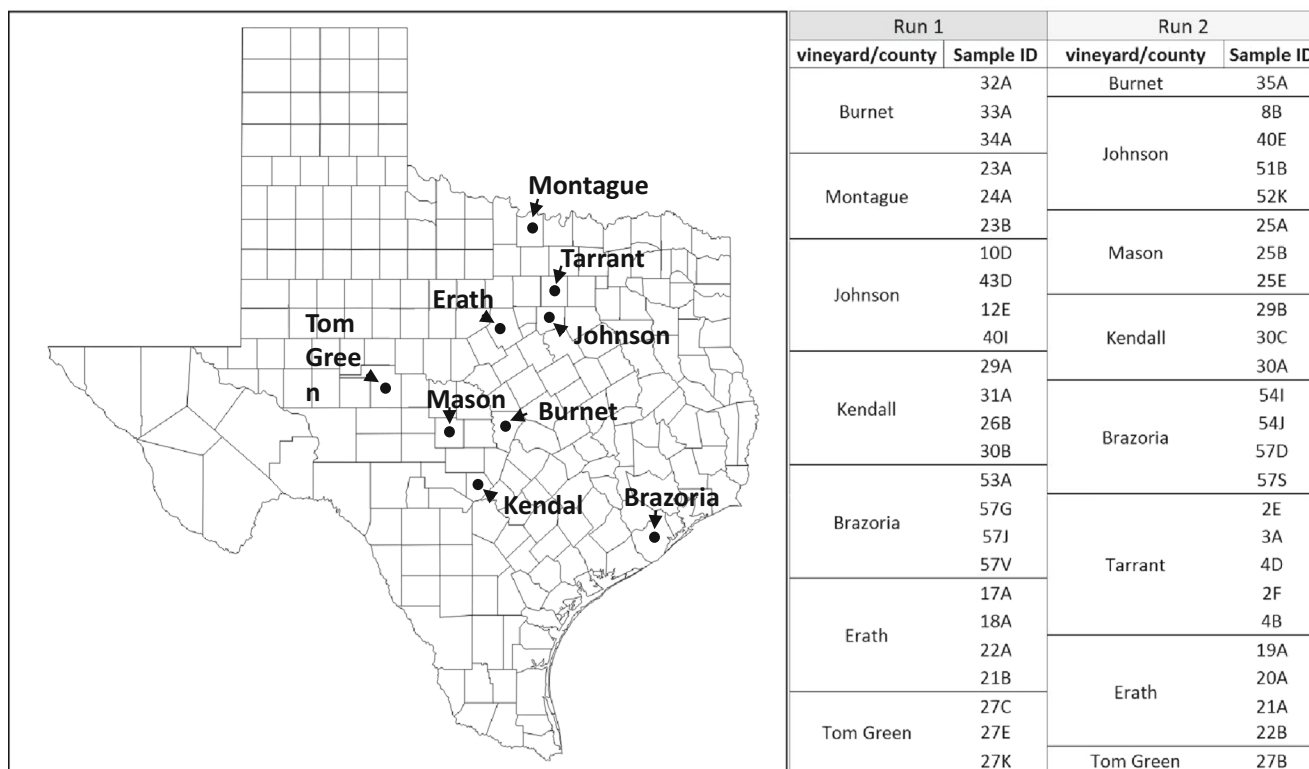 Montague
Tarrant
Erath
Johnson
Tom
Gree
n
Mason
Burnet
Kendal
Brazoria
Run 1 Run 2
vineyard/county Sample ID vineyard/county Sample ID
32A Burnet 35A
Burnet 33A 8B
34A 40E
23A Johnson 51B
Montague 24A 52K
23B 25A
10D Mason 25B
Johnson 43D 25E
12E 29B
40I Kendall 30C
29A 30A
Kendall 31A 54I
26B Brazoria 54J
30B 57D
53A 57S
Brazoria 57G 2E
57J 3A
57V Tarrant 4D
17A 2F
Erath 18A 4B
22A 19A
21B Erath 20A
27C 21A
Tom Green 27E 22B
27K Tom Green 27B